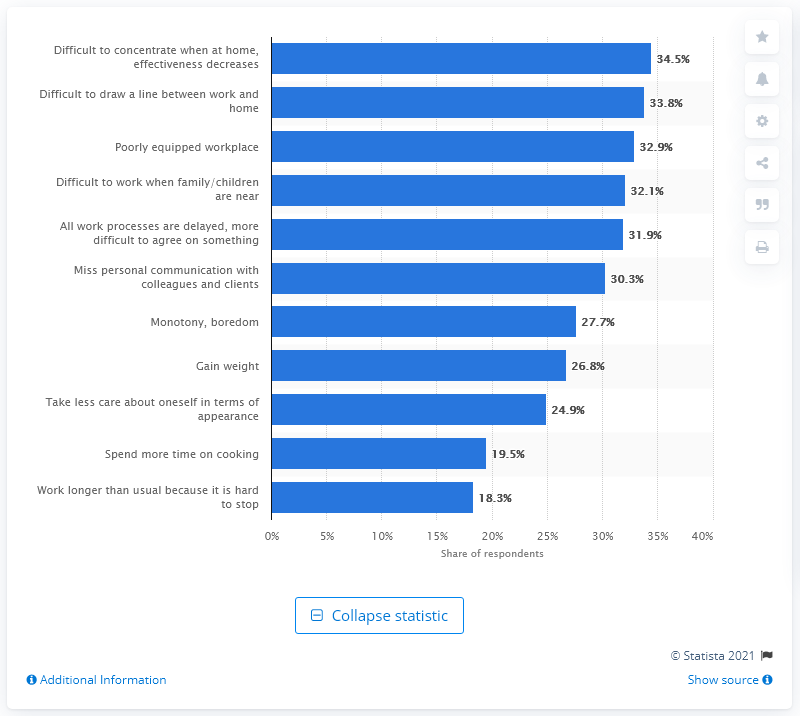 Difficult to concentrate when at home,
effectiveness decreases
34.5%
Difficult to draw a line between work and
home
33.8%
Poorly equipped workplace
32.9%
Difficult to work when family/children
are near
32.1%
All work processes are delayed, more
difficult to agree on something
31.9%
Miss personal communication with
colleagues and clients
30.3%
Monotony, boredom
27.7%
Gain weight
26.8%
Take less care about oneself in terms of
appearance
24.9%
Spend more time on cooking
19.5%
Work longer than usual because it is hard
to stop
18.3%
0% 5% 10% 15% 20% 25% 30% 35% 40%
Share of respondents
Collapse statistic
© Statista 2021
Additional Information
Show source